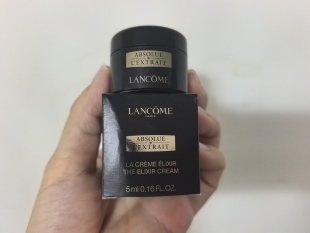 ABSOLUE
L'EXTRAIT
LANCÔME
LANCÔME
PARIS
ABSOLUE
L'EXTRAIT
LA CRÈME ÉLIXIR
THE ELIXIR CREAM
5ml 0.16 FL.OZ.